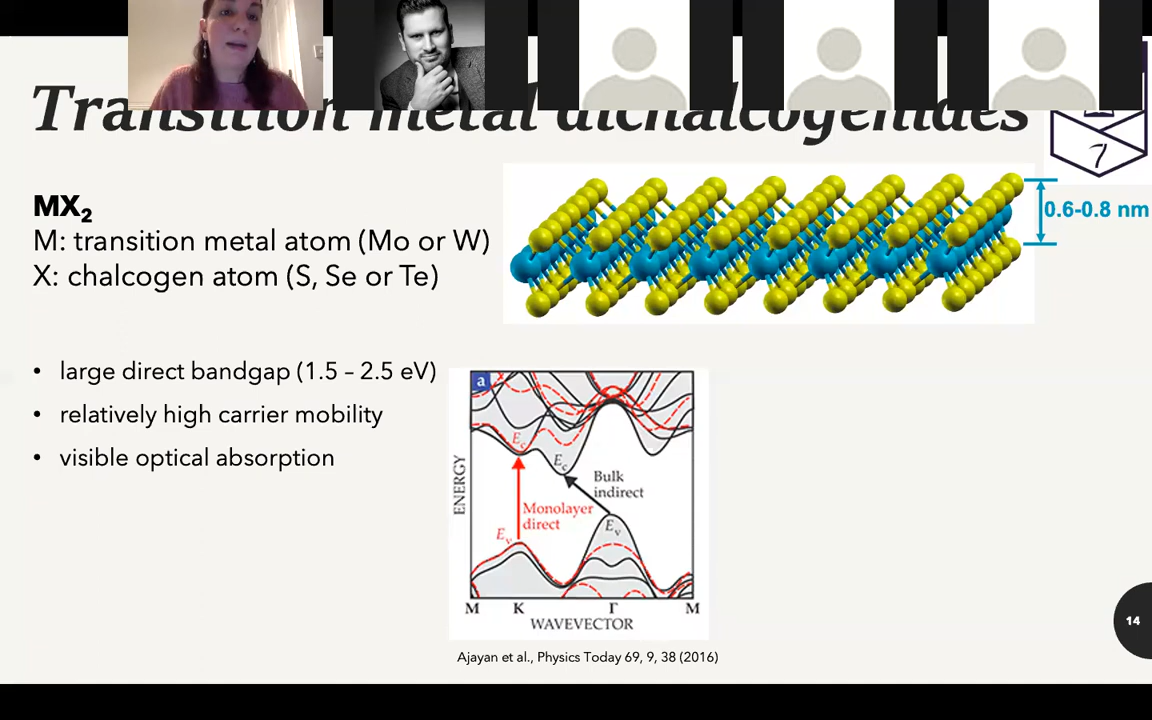 Transition metal dichalcogenides
7
MX₂
M: transition metal atom (Mo or W)
X: chalcogen atom (S, Se or Te)
0.6-0.8 nm
• large direct bandgap (1.5 – 2.5 eV)
• relatively high carrier mobility
• visible optical absorption
a
E_c
E_c
Bulk
indirect
Monolayer
direct
E_v
E_v
ENERGY
M K Γ M
WAVEVECTOR
14
Ajayan et al., Physics Today 69, 9, 38 (2016)